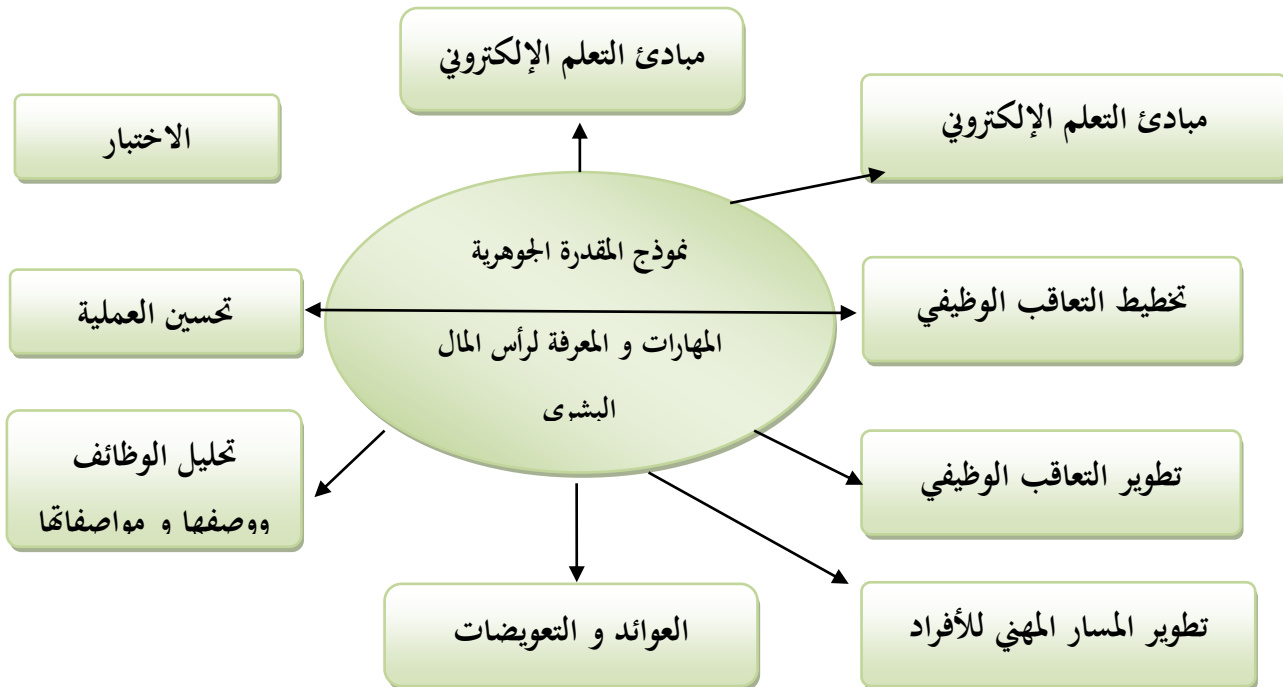 مبادئ التعلم الإلكتروني
مبادئ التعلم الإلكتروني
الاختبار
نموذج المقدرة الجوهرية
المهارات و المعرفة لرأس المال
البشري
تخطيط التعاقب الوظيفي
تحسين العملية
تطوير التعاقب الوظيفي
تحليل الوظائف
ووصفها و مواصفاتها
تطوير المسار المهني للأفراد
العوائد و التعويضات